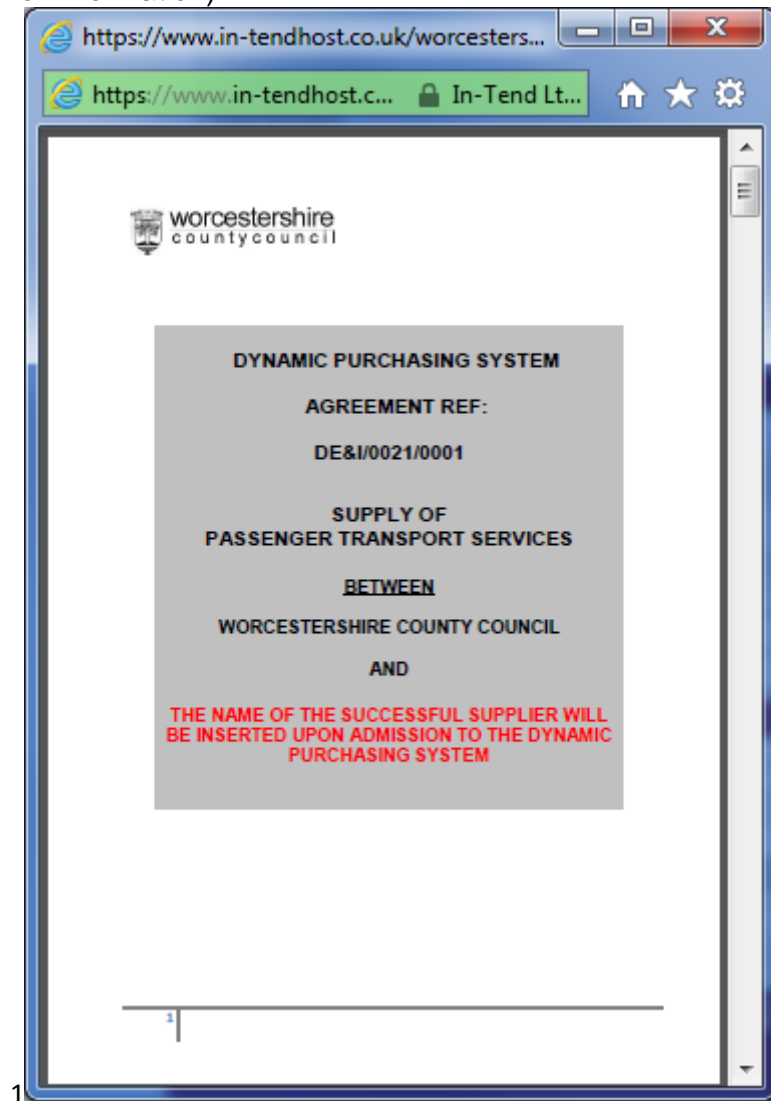 https://www.in-tendhost.co.uk/worcesters...
https://www.in-tendhost.c... In-Tend Lt...
worcestershire
countycouncil
DYNAMIC PURCHASING SYSTEM
AGREEMENT REF:
DE&I/0021/0001
SUPPLY OF
PASSENGER TRANSPORT SERVICES
BETWEEN
WORCESTERSHIRE COUNTY COUNCIL
AND
THE NAME OF THE SUCCESSFUL SUPPLIER WILL
BE INSERTED UPON ADMISSION TO THE DYNAMIC
PURCHASING SYSTEM
1
1